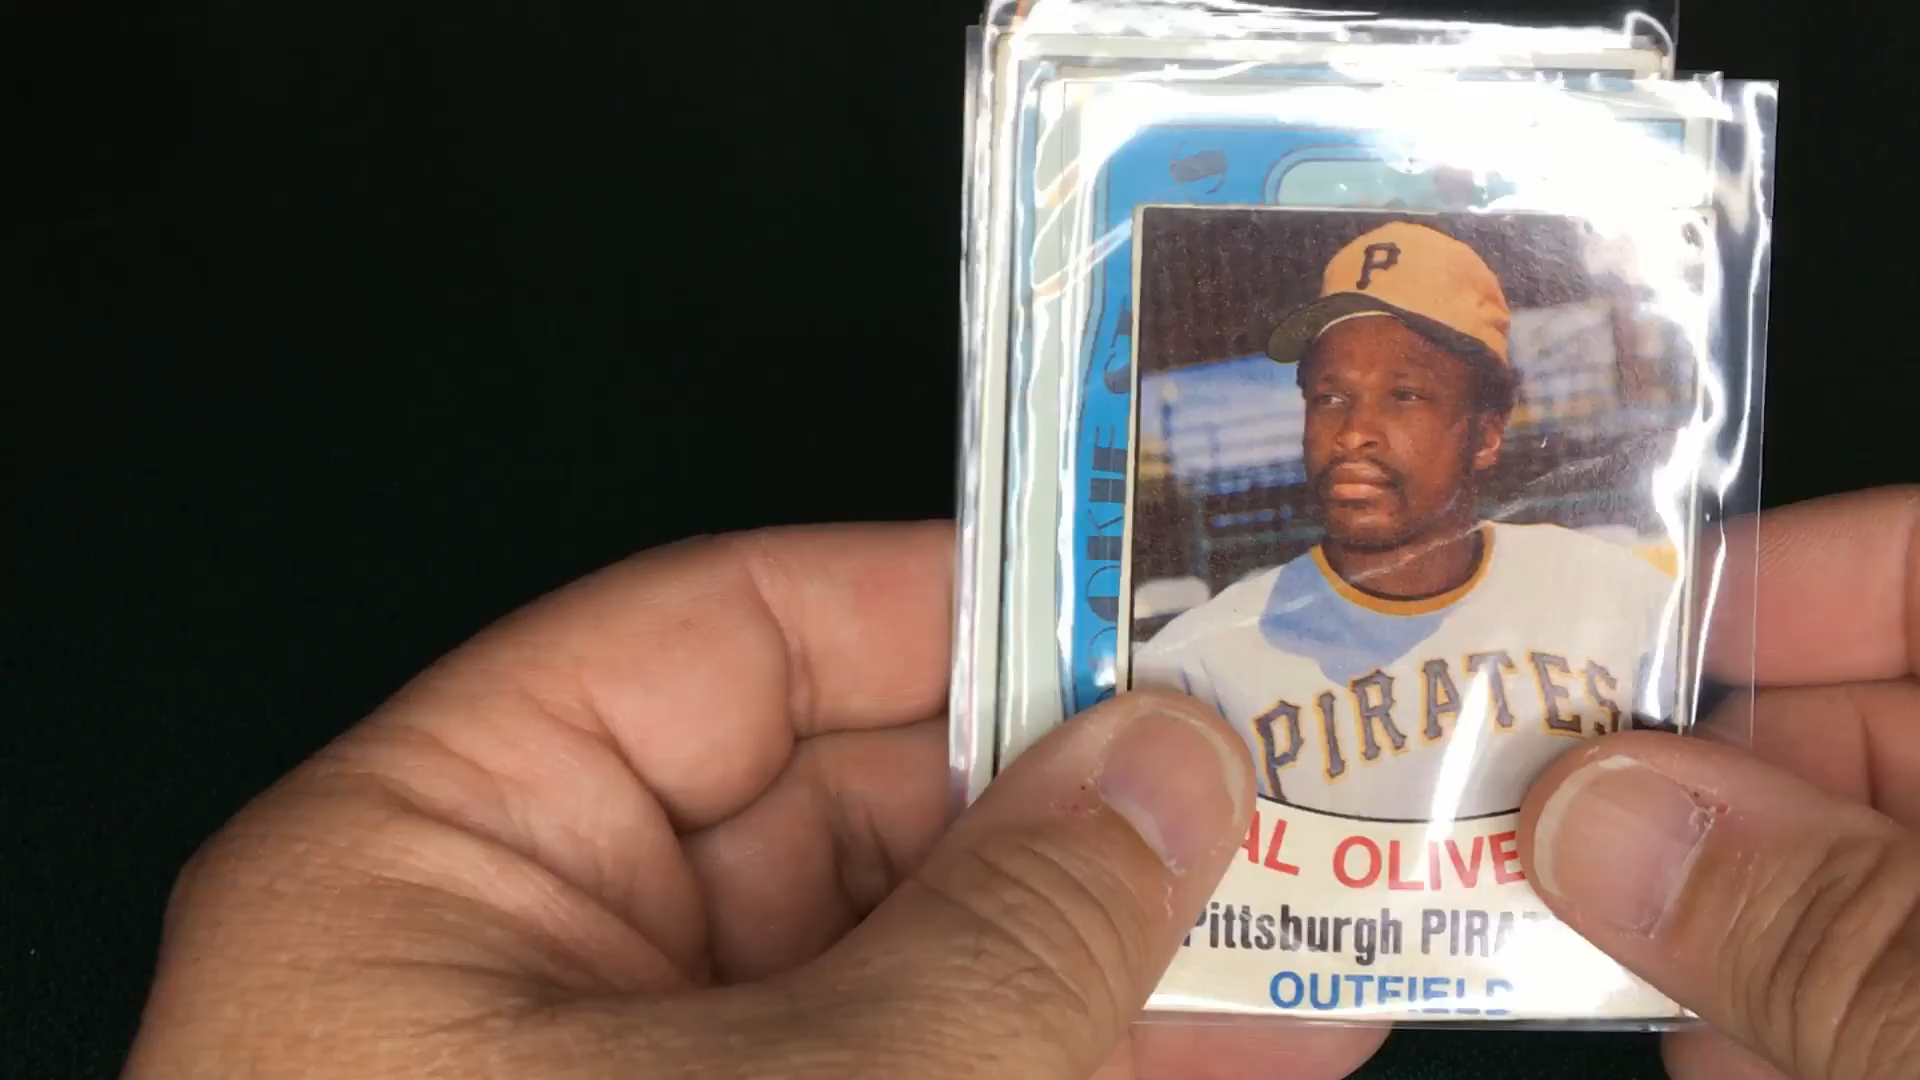 P
PIRATES
AL OLIVE
Pittsburgh PIRA
OUTFIELD